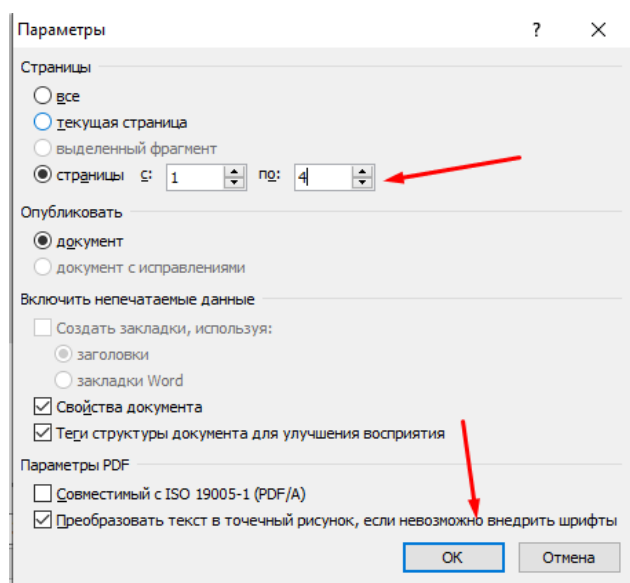 Параметры ? ×
Страницы
все
текущая страница
выделенный фрагмент
страницы с: 1 по: 4
Опубликовать
документ
документ с исправлениями
Включить непечатаемые данные
Создать закладки, используя:
заголовки
закладки Word
Свойства документа
Теги структуры документа для улучшения восприятия
Параметры PDF
Совместимый с ISO 19005-1 (PDF/A)
Преобразовать текст в точечный рисунок, если невозможно внедрить шрифты
ОК Отмена